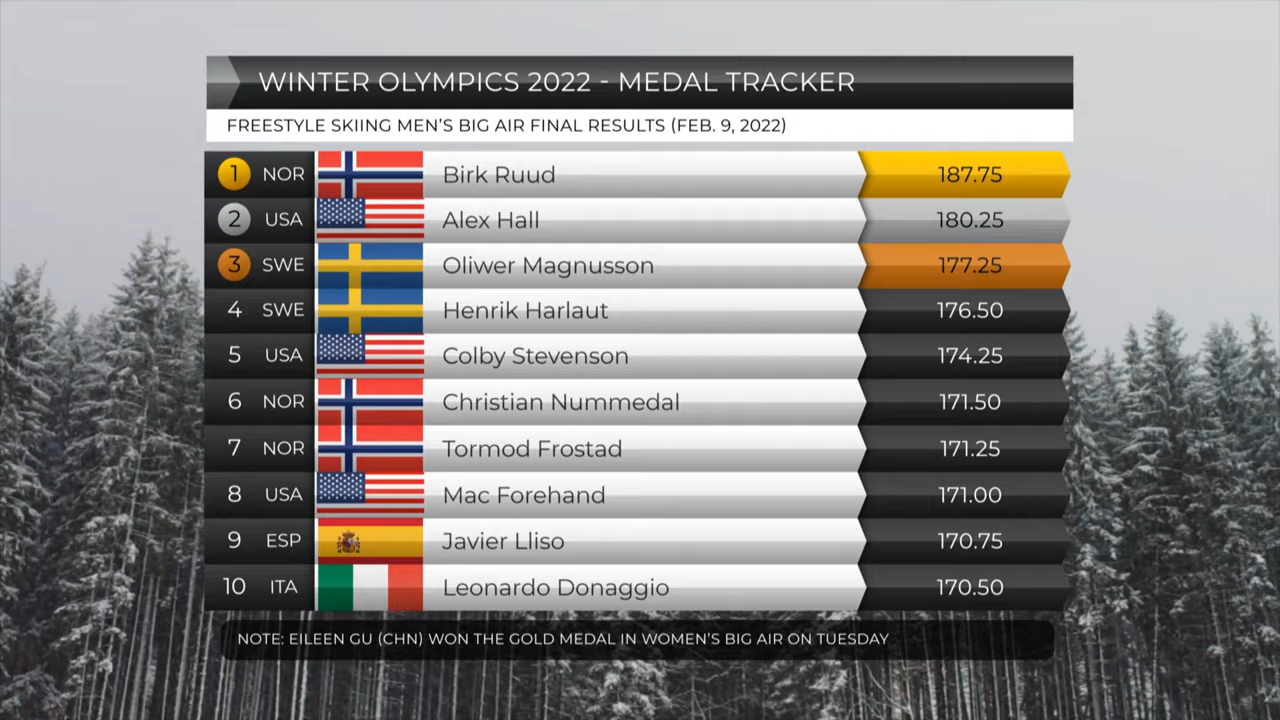 WINTER OLYMPICS 2022 - MEDAL TRACKER
FREESTYLE SKIING MEN'S BIG AIR FINAL RESULTS (FEB. 9, 2022)
1 NOR Birk Ruud 187.75
2 USA Alex Hall 180.25
3 SWE Oliwer Magnusson 177.25
4 SWE Henrik Harlaut 176.50
5 USA Colby Stevenson 174.25
6 NOR Christian Nummedal 171.50
7 NOR Tormod Frostad 171.25
8 USA Mac Forehand 171.00
9 ESP Javier Lliso 170.75
10 ITA Leonardo Donaggio 170.50
NOTE: EILEEN GU (CHN) WON THE GOLD MEDAL IN WOMEN'S BIG AIR ON TUESDAY